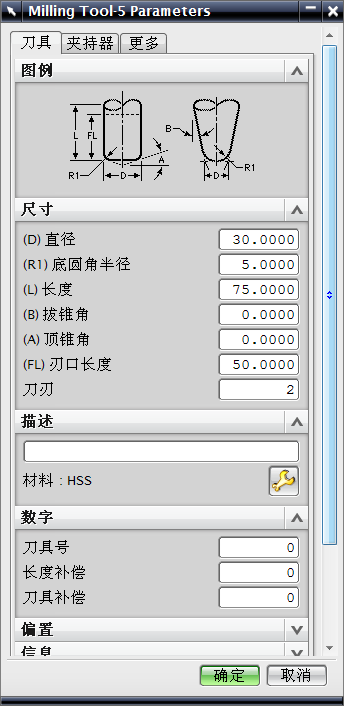 Milling Tool-5 Parameters
刀具 夹持器 更多
图例
L FL R1 D A B D R1
尺寸
(D) 直径 30.0000
(R1) 底圆角半径 5.0000
(L) 长度 75.0000
(B) 拔锥角 0.0000
(A) 顶锥角 0.0000
(FL) 刃口长度 50.0000
刀刃 2
描述
材料 : HSS
数字
刀具号 0
长度补偿 0
刀具补偿 0
偏置
信息
确定 取消